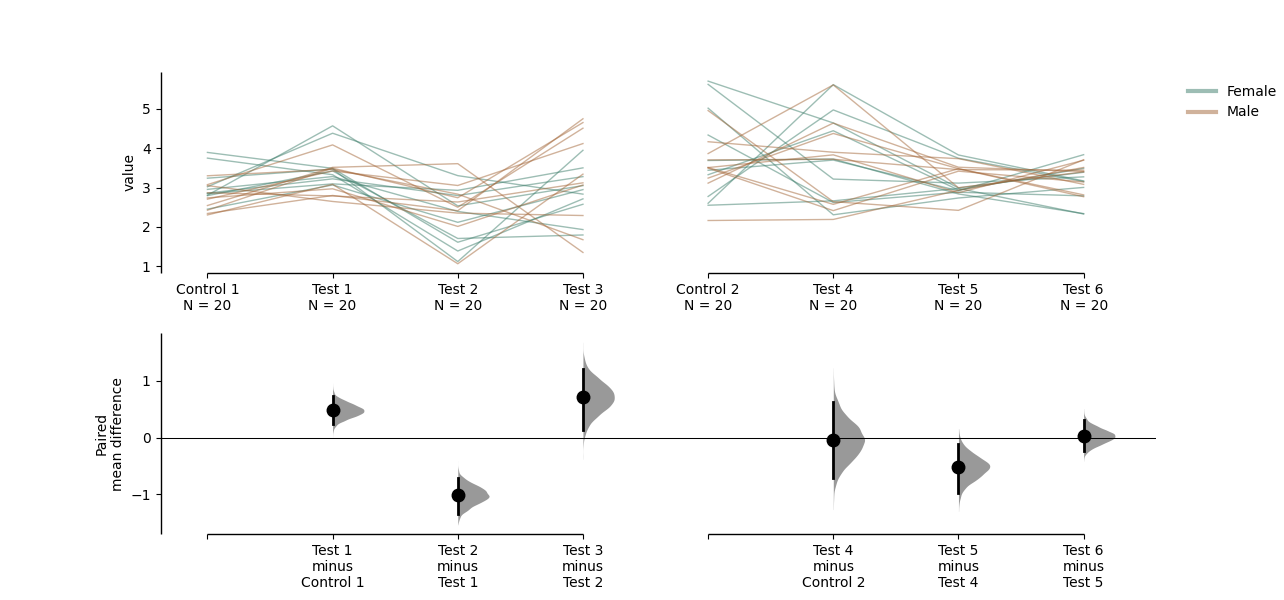 5
4
3
2
1
value
Female
Male
Control 1
N = 20
Test 1
N = 20
Test 2
N = 20
Test 3
N = 20
Control 2
N = 20
Test 4
N = 20
Test 5
N = 20
Test 6
N = 20
1
0
−1
Paired
mean difference
Test 1
minus
Control 1
Test 2
minus
Test 1
Test 3
minus
Test 2
Test 4
minus
Control 2
Test 5
minus
Test 4
Test 6
minus
Test 5